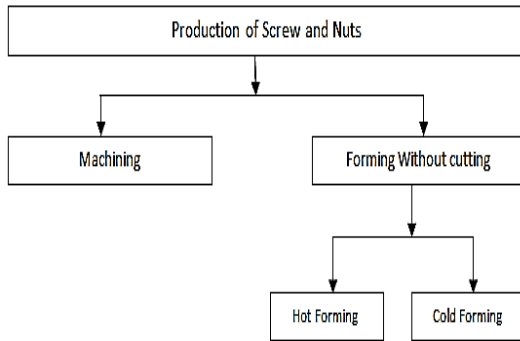 Production of Screw and Nuts
Machining
Forming Without cutting
Hot Forming
Cold Forming